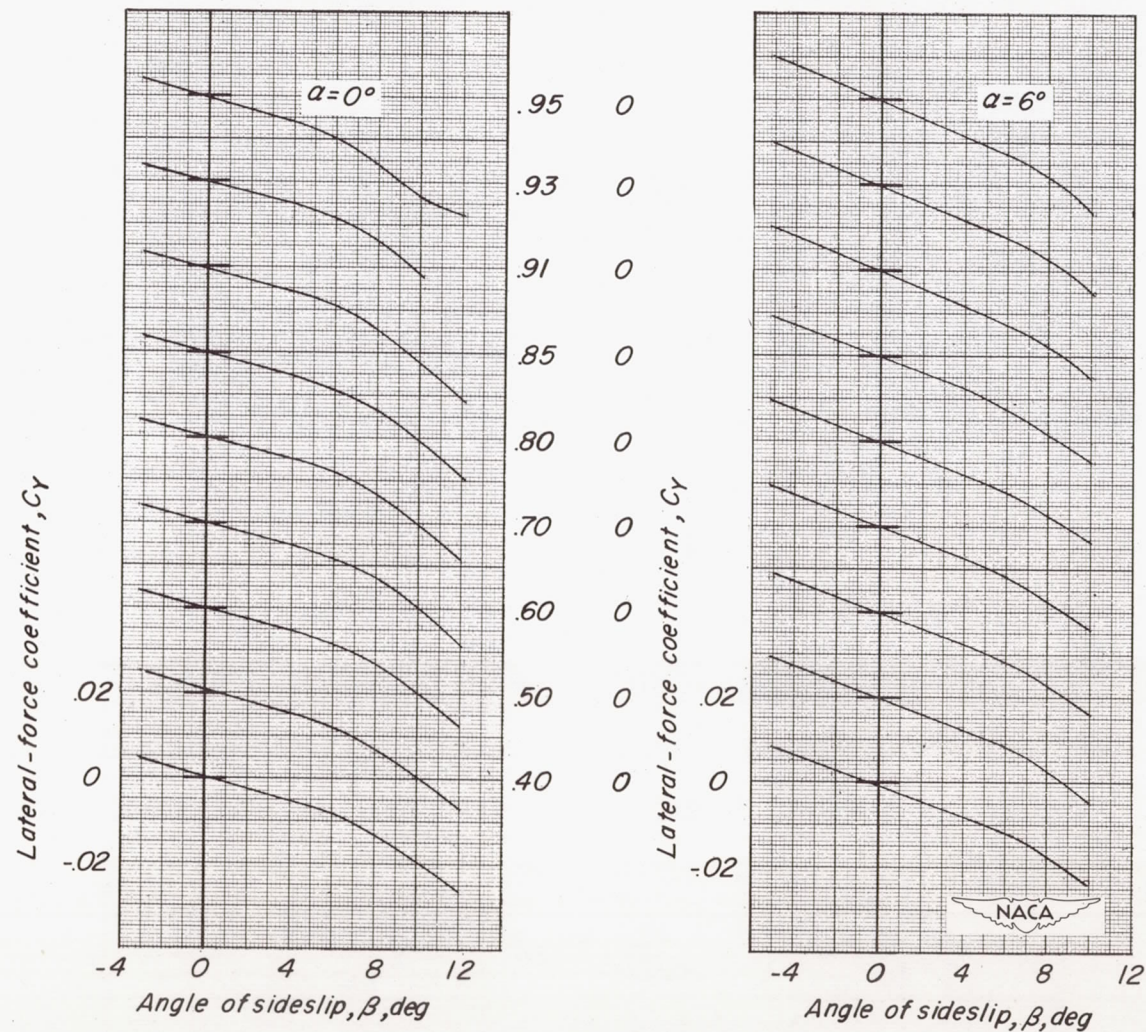 α=0°
Lateral-force coefficient, Cγ
.02
0
-.02
-4 0 4 8 12
Angle of sideslip, β, deg
.95 0
.93 0
.91 0
.85 0
.80 0
.70 0
.60 0
.50 0
.40 0
α=6°
Lateral-force coefficient, Cγ
.02
0
-.02
NACA
-4 0 4 8 12
Angle of sideslip, β, deg